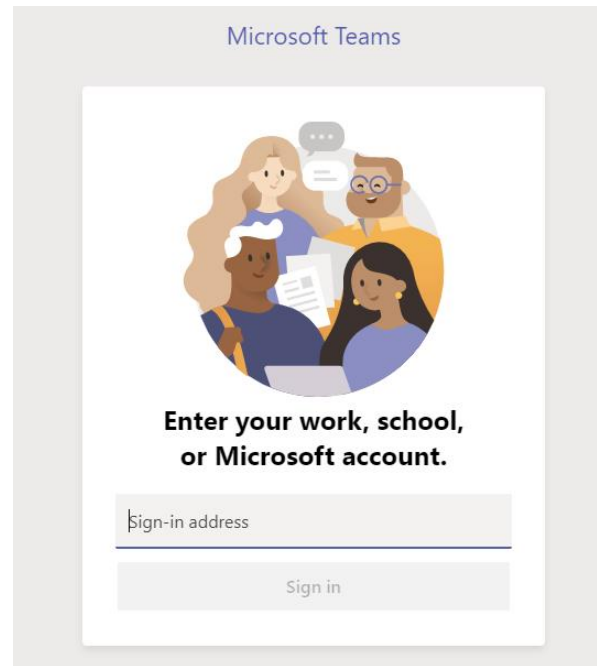 Microsoft Teams
Enter your work, school,
or Microsoft account.
Sign-in address
Sign in